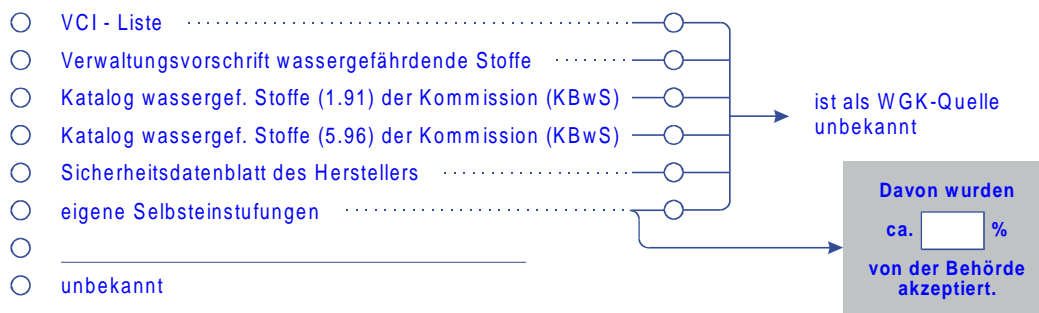 VCI - Liste
Verwaltungsvorschrift wassergefährdende Stoffe
Katalog wassergef. Stoffe (1.91) der Kommission (KBwS)
Katalog wassergef. Stoffe (5.96) der Kommission (KBwS)
Sicherheitsdatenblatt des Herstellers
eigene Selbsteinstufungen
unbekannt
ist als WGK-Quelle
unbekannt
Davon wurden
ca. %
von der Behörde
akzeptiert.